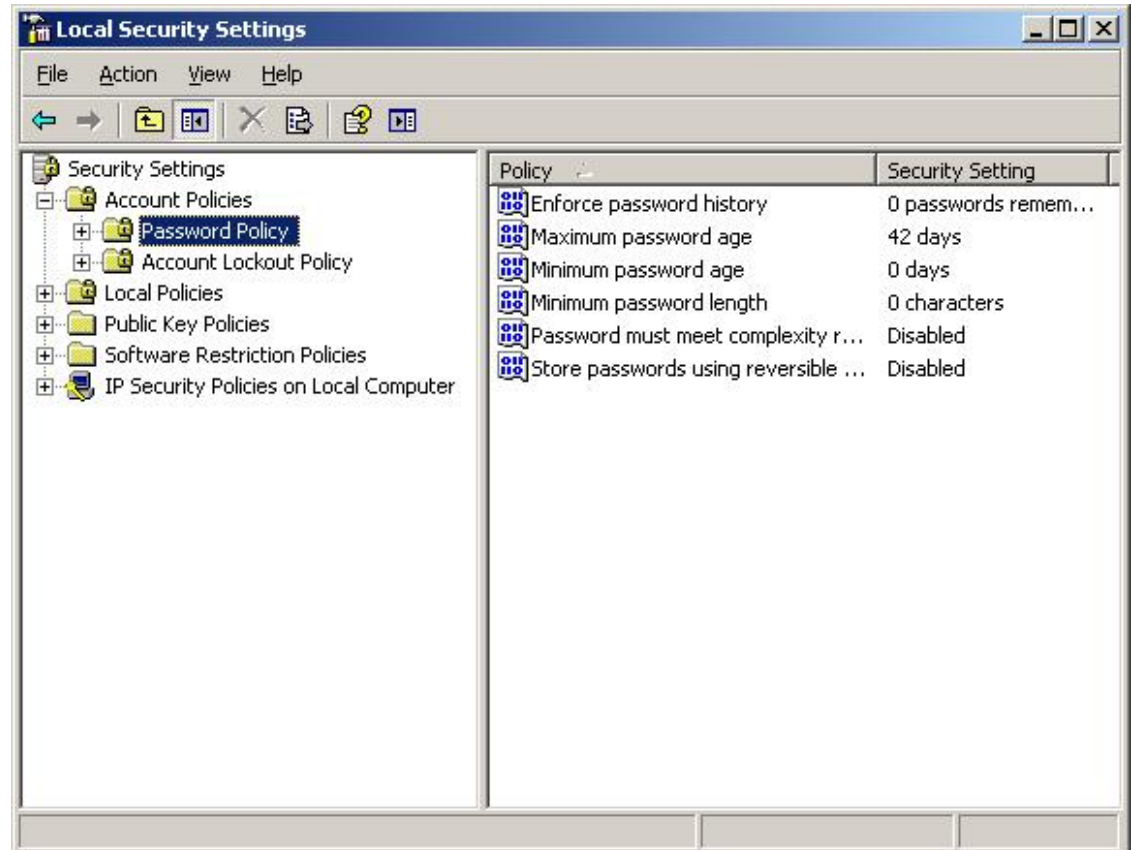 Local Security Settings
File Action View Help
Security Settings
Account Policies
Password Policy
Account Lockout Policy
Local Policies
Public Key Policies
Software Restriction Policies
IP Security Policies on Local Computer
Policy Security Setting
Enforce password history 0 passwords remem...
Maximum password age 42 days
Minimum password age 0 days
Minimum password length 0 characters
Password must meet complexity r... Disabled
Store passwords using reversible ... Disabled